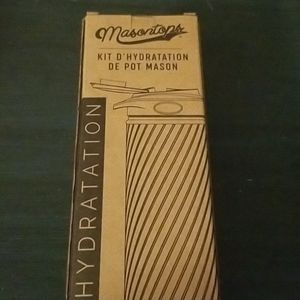 Masontops
KIT D'HYDRATATION
DE POT MASON
HYDRATATION